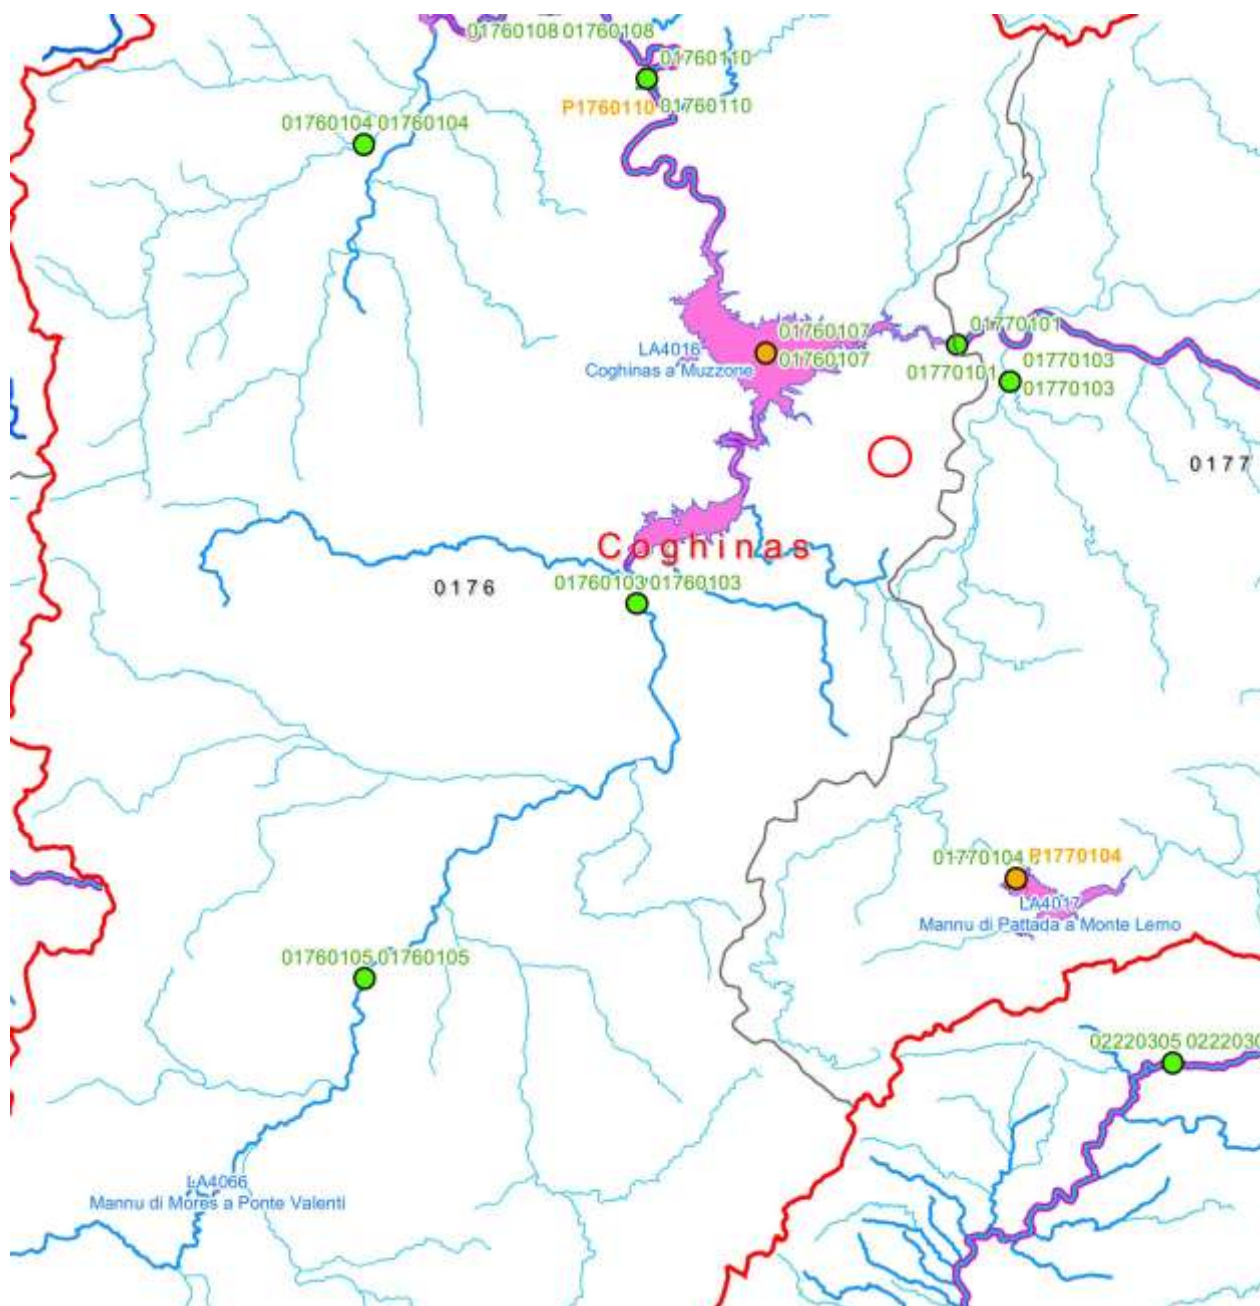 01760108 01760108
01760110
P1760110 01760110
01760104 01760104
01770101
01760107
LA4016
01760107
01770103
Coghinas a Muzzone
01770101
01770103
0177
Coghinas
01760103 01760103
0176
01770104 P1770104
LA4017
Mannu di Pattada a Monte Lerno
01760105 01760105
02220305 0222030
LA4066
Mannu di Mores a Ponte Valenti